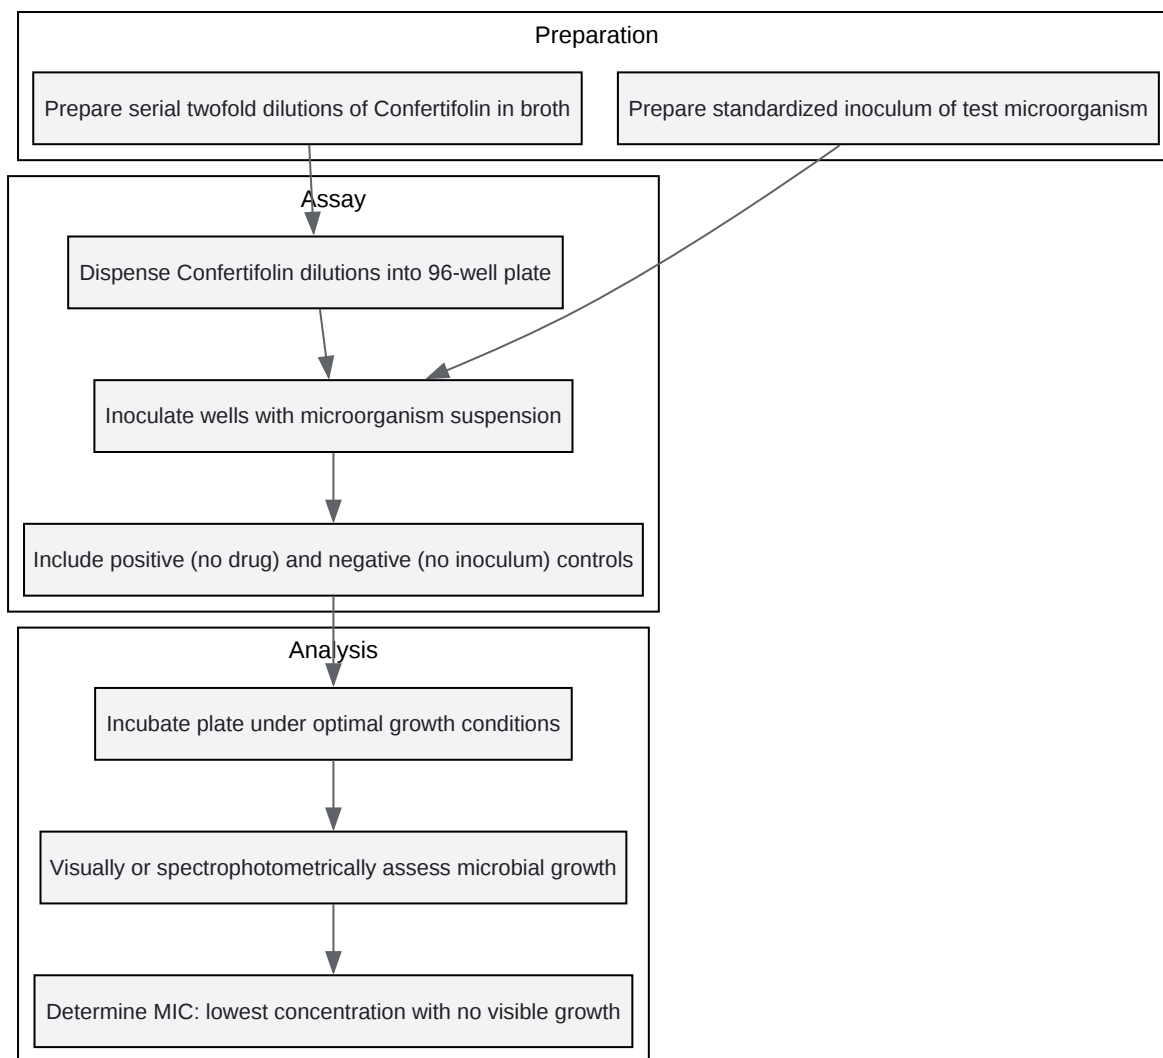 Preparation
Prepare serial twofold dilutions of Confertifolin in broth
Prepare standardized inoculum of test microorganism
Assay
Dispense Confertifolin dilutions into 96-well plate
Inoculate wells with microorganism suspension
Include positive (no drug) and negative (no inoculum) controls
Analysis
Incubate plate under optimal growth conditions
Visually or spectrophotometrically assess microbial growth
Determine MIC: lowest concentration with no visible growth